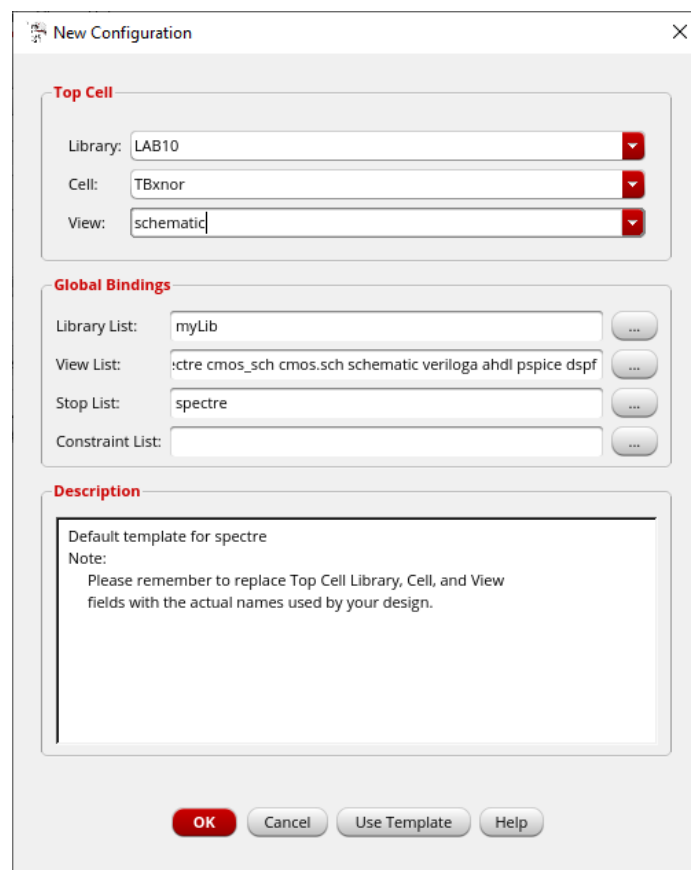 New Configuration
Top Cell
Library: LAB10
Cell: TBxnor
View: schematic
Global Bindings
Library List: myLib ...
View List: ctre cmos_sch cmos.sch schematic veriloga ahdl pspice dspf ...
Stop List: spectre ...
Constraint List: ...
Description
Default template for spectre
Note:
Please remember to replace Top Cell Library, Cell, and View
fields with the actual names used by your design.
OK Cancel Use Template Help